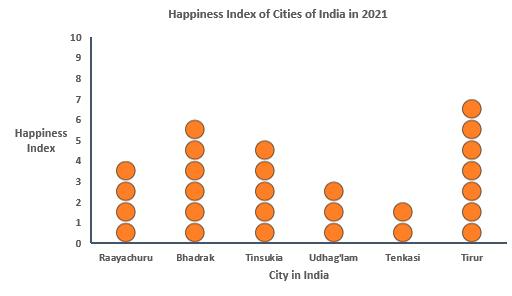 Happiness Index of Cities of India in 2021
10
9
8
7
6
5
4
3
2
1
0
Happiness
Index
Raayachuru Bhadrak Tinsukia Udhag'lam Tenkasi Tirur
City in India